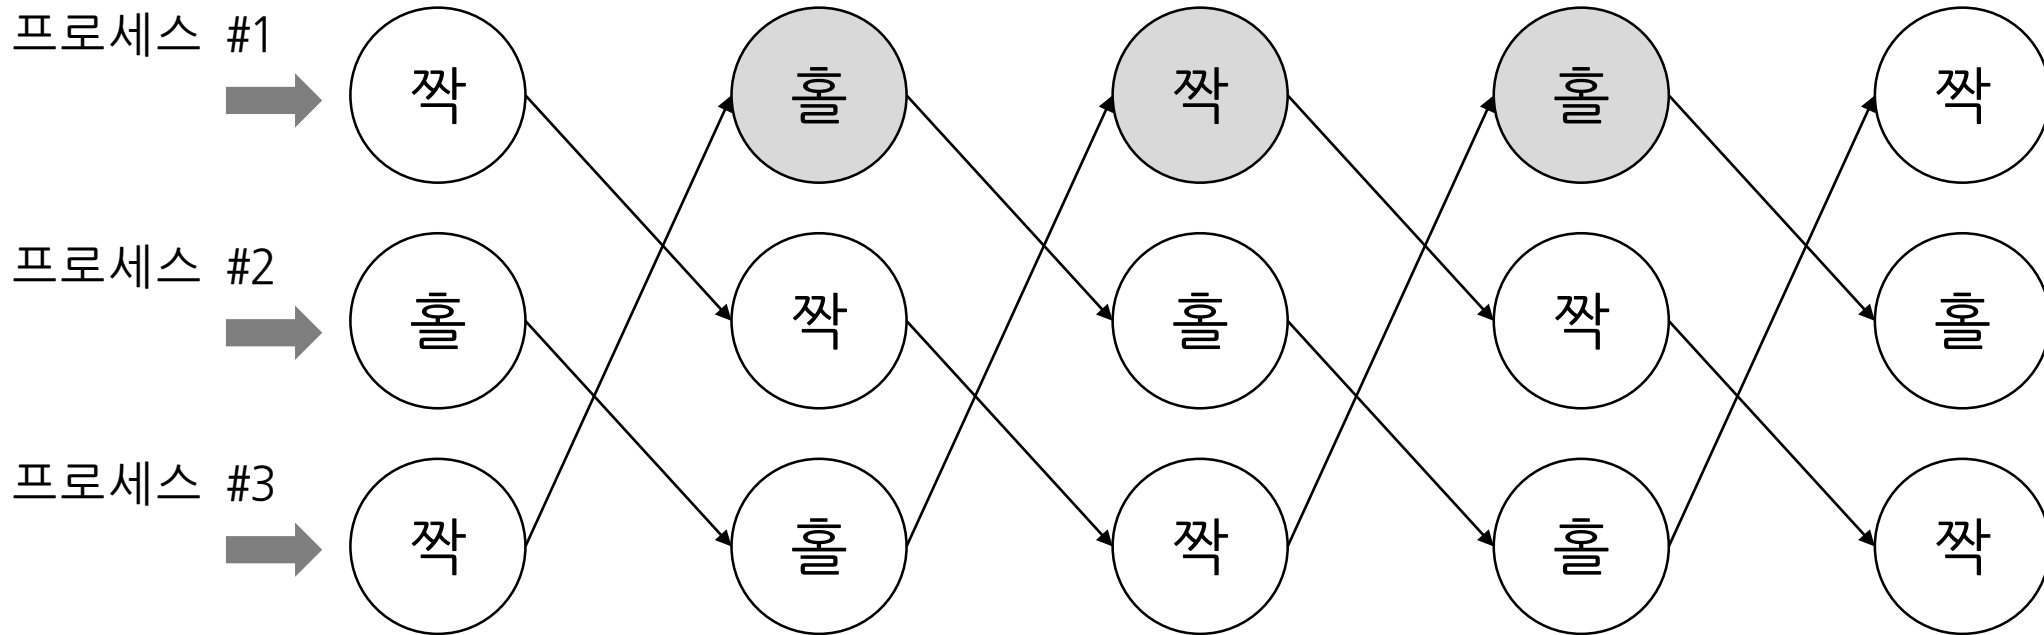 프로세스 #1
짝 홀 짝 홀 짝
프로세스 #2
홀 짝 홀 짝 홀
프로세스 #3
짝 홀 짝 홀 짝